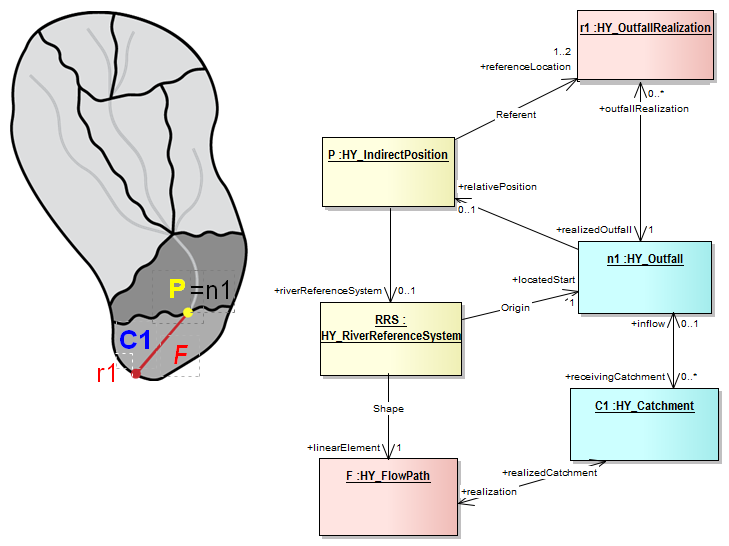 P =n1
C1
F
r1
r1 :HY_OutfallRealization
1..2
+referenceLocation
0..*
+outfallRealization
Referent
P :HY_IndirectPosition
+relativePosition
0..1
+realizedOutfall
1
n1 :HY_Outfall
+riverReferenceSystem
0..1
+locatedStart
1
Origin
RRS :
HY_RiverReferenceSystem
+inflow
0..1
+receivingCatchment
0..*
Shape
C1 :HY_Catchment
+linearElement
1
F :HY_FlowPath
+realizedCatchment
+realization